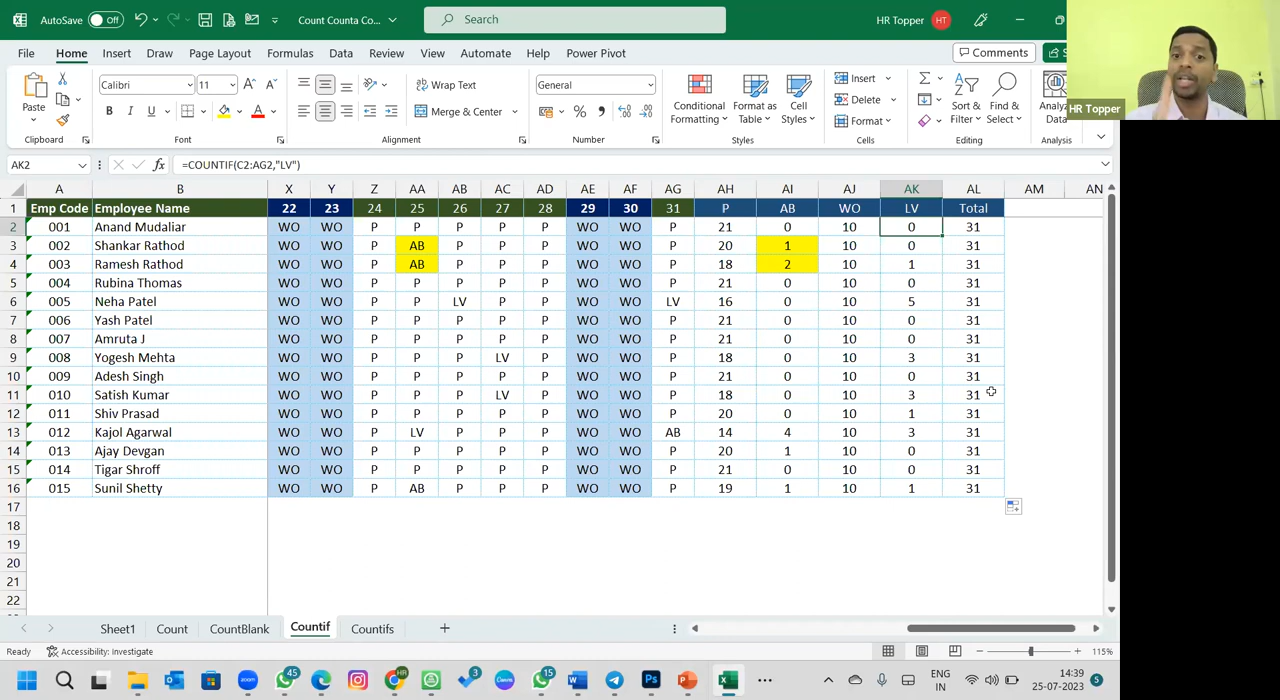 AutoSave Off Count Counta Co... Search HR Topper HT
File Home Insert Draw Page Layout Formulas Data Review View Automate Help Power Pivot Comments
Calibri 11 Wrap Text General Insert
Paste Merge & Center Conditional Formatting Format as Table Cell Styles Delete Sort & Filter Find & Select HR Topper
Format
Clipboard Font Alignment Number Styles Cells Editing Analysis
AK2 fx =COUNTIF(C2:AG2,"LV")
A B X Y Z AA AB AC AD AE AF AG AH AI AJ AK AL AM AN
1 Emp Code Employee Name 22 23 24 25 26 27 28 29 30 31 P AB WO LV Total
2 001 Anand Mudaliar WO WO P P P P P WO WO P 21 0 10 0 31
3 002 Shankar Rathod WO WO P AB P P P WO WO P 20 1 10 0 31
4 003 Ramesh Rathod WO WO P AB P P P WO WO P 18 2 10 1 31
5 004 Rubina Thomas WO WO P P P P P WO WO P 21 0 10 0 31
6 005 Neha Patel WO WO P P LV P P WO WO LV 16 0 10 5 31
7 006 Yash Patel WO WO P P P P P WO WO P 21 0 10 0 31
8 007 Amruta J WO WO P P P P P WO WO P 21 0 10 0 31
9 008 Yogesh Mehta WO WO P P P LV P WO WO P 18 0 10 3 31
10 009 Adesh Singh WO WO P P P P P WO WO P 21 0 10 0 31
11 010 Satish Kumar WO WO P P P LV P WO WO P 18 0 10 3 31
12 011 Shiv Prasad WO WO P P P P P WO WO P 20 0 10 1 31
13 012 Kajol Agarwal WO WO P LV P P P WO WO AB 14 4 10 3 31
14 013 Ajay Devgan WO WO P P P P P WO WO P 20 1 10 0 31
15 014 Tigar Shroff WO WO P P P P P WO WO P 21 0 10 0 31
16 015 Sunil Shetty WO WO P AB P P P WO WO P 19 1 10 1 31
17
18
19
20
21
22
Sheet1 Count CountBlank Countif Countifs
Ready Accessibility: Investigate 115%
45 zoom HR 3 Canva 15 W Ps P ENG IN 14:39 25-07-2023 5